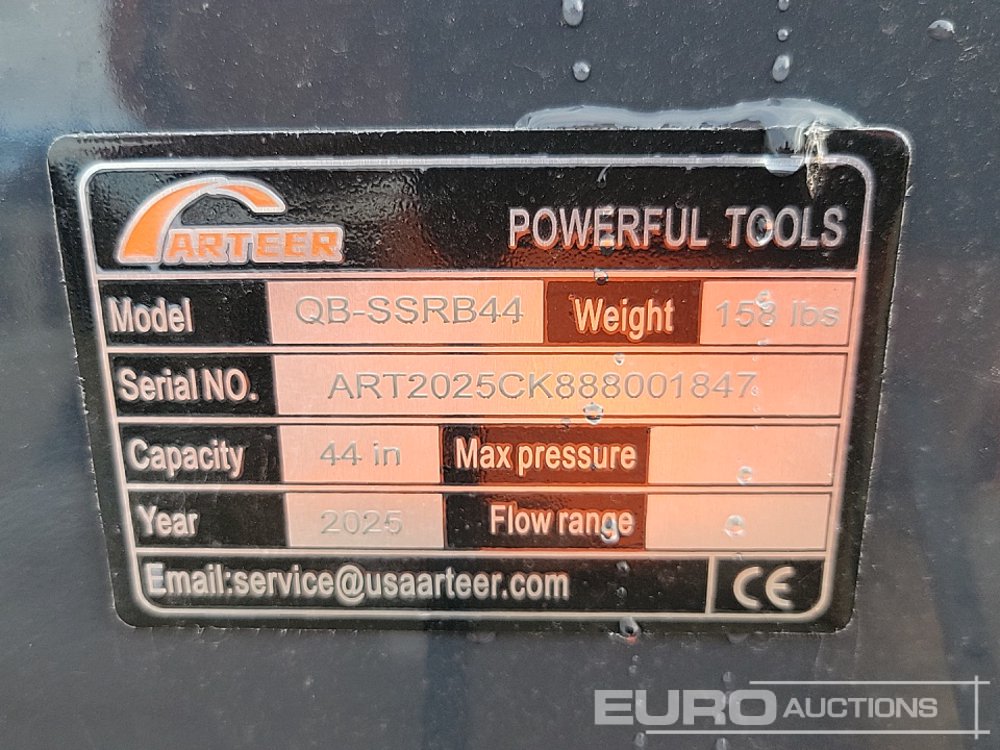 ARTEER POWERFUL TOOLS
Model QB-SSRB44 Weight 158 lbs
Serial NO. ART2025CK888001847
Capacity 44 in Max pressure
Year 2025 Flow range
Email:service@usaarteer.com CE
EURO AUCTIONS